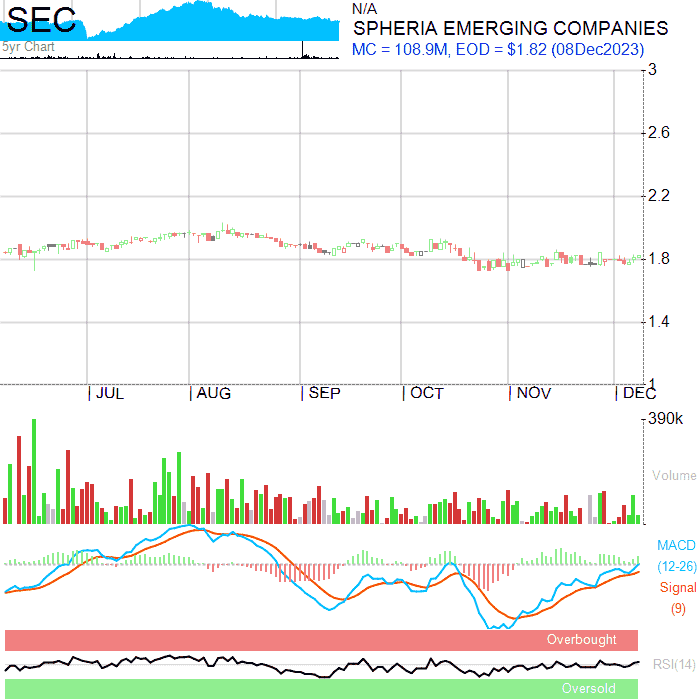 SEC
5yr Chart
N/A
SPHERIA EMERGING COMPANIES
MC = 108.9M, EOD = $1.82 (08Dec2023)
3
2.6
2.2
1.8
1.4
1
JUL AUG SEP OCT NOV DEC
390k
Volume
MACD
(12-26)
Signal
(9)
Overbought
RSI(14)
Oversold